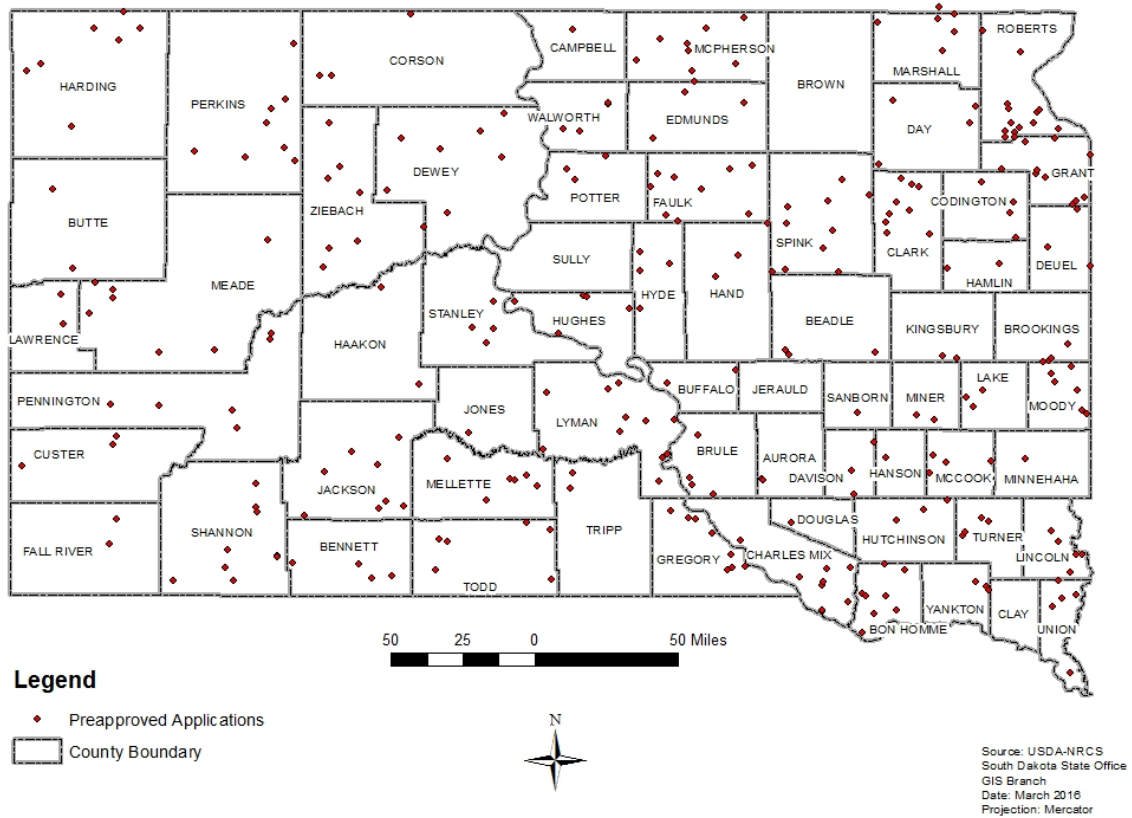 ROBERTS
CAMPBELL
MCPHERSON
CORSON
MARSHALL
HARDING
BROWN
PERKINS
WALWORTH
EDMUNDS
DAY
DEWEY
GRANT
POTTER
FAULK
CODINGTON
ZIEBACH
BUTTE
SPINK
CLARK
SULLY
DEUEL
MEADE
HYDE
HAND
HAMLIN
STANLEY
HUGHES
BEADLE
KINGSBURY
BROOKINGS
LAWRENCE
HAAKON
LAKE
BUFFALO
JERAULD
SANBORN
MINER
PENNINGTON
JONES
LYMAN
MOODY
BRULE
CUSTER
AURORA
HANSON
DAVISON
MCCOOK
MINNEHAHA
JACKSON
MELLETTE
DOUGLAS
SHANNON
TRIPP
HUTCHINSON
TURNER
FALL RIVER
BENNETT
GREGORY
CHARLES MIX
LINCOLN
TODD
YANKTON
CLAY
BON HOMME
UNION
50 25 0 50 Miles
Legend
Preapproved Applications
County Boundary
N
Source: USDA-NRCS
South Dakota State Office
GIS Branch
Date: March 2016
Projection: Mercator